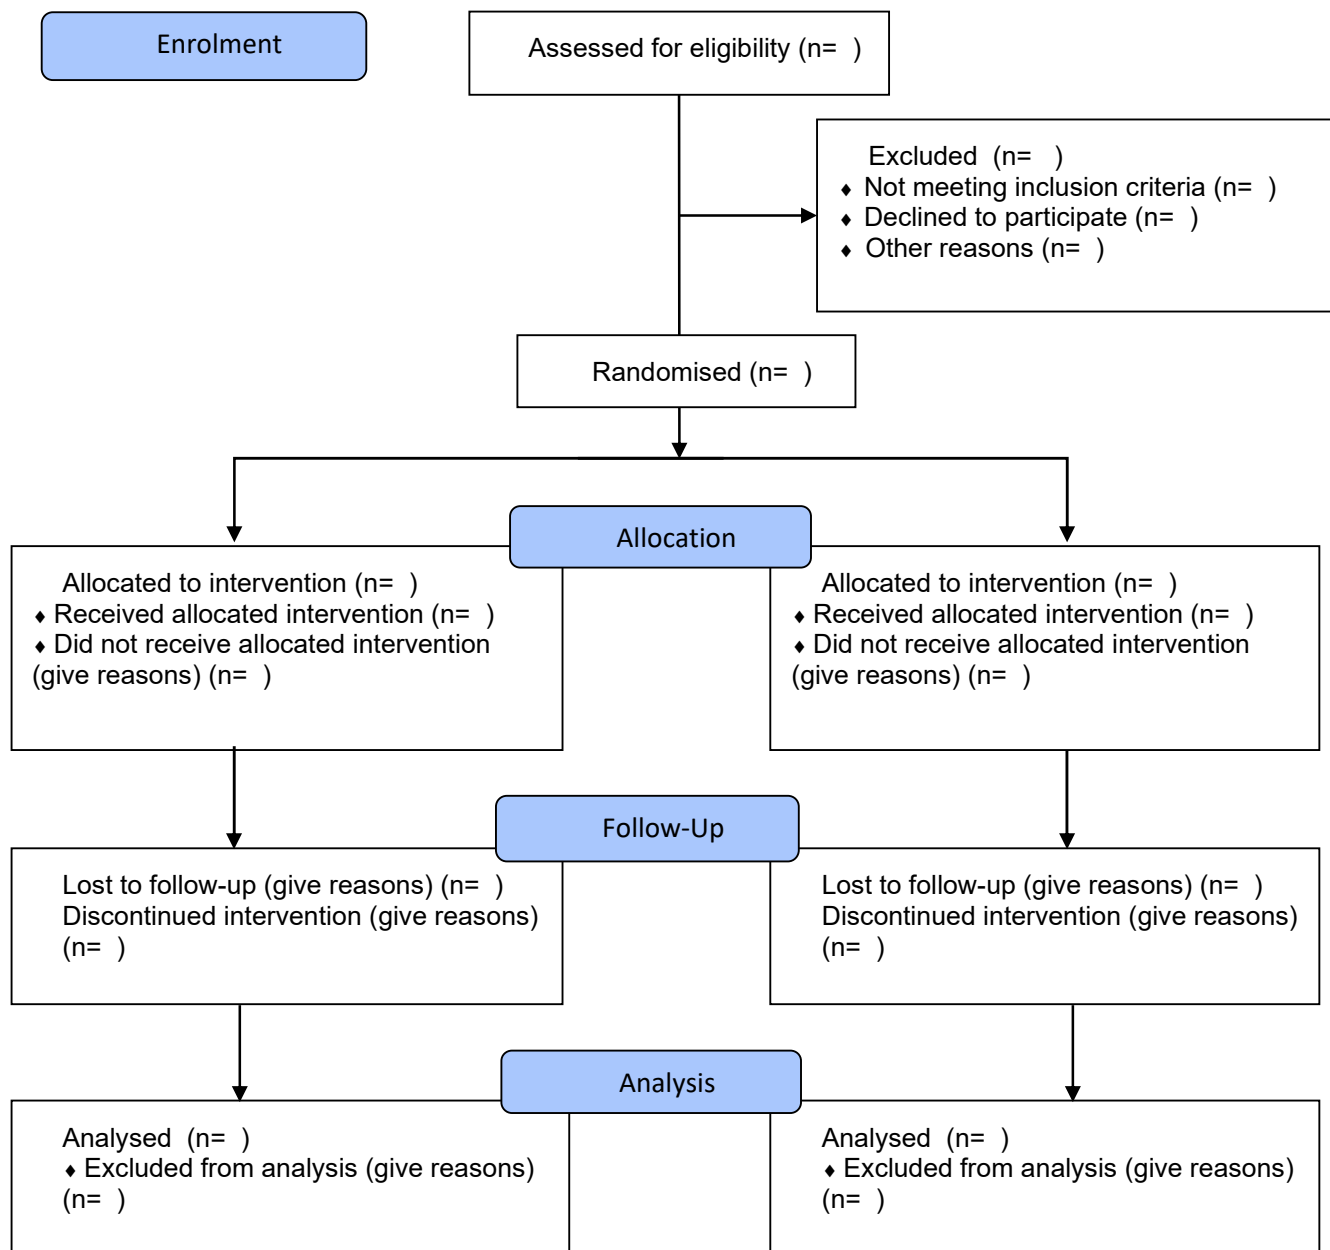 Enrolment
Assessed for eligibility (n=  )
Excluded  (n=   )
♦ Not meeting inclusion criteria (n=  )
♦ Declined to participate (n=  )
♦ Other reasons (n=  )
Randomised (n=  )
Allocation
Allocated to intervention (n=  )
♦ Received allocated intervention (n=  )
♦ Did not receive allocated intervention
(give reasons) (n=  )
Allocated to intervention (n=  )
♦ Received allocated intervention (n=  )
♦ Did not receive allocated intervention
(give reasons) (n=  )
Follow-Up
Lost to follow-up (give reasons) (n=  )
Discontinued intervention (give reasons)
(n=  )
Lost to follow-up (give reasons) (n=  )
Discontinued intervention (give reasons)
(n=  )
Analysis
Analysed  (n=  )
♦ Excluded from analysis (give reasons)
(n=  )
Analysed  (n=  )
♦ Excluded from analysis (give reasons)
(n=  )